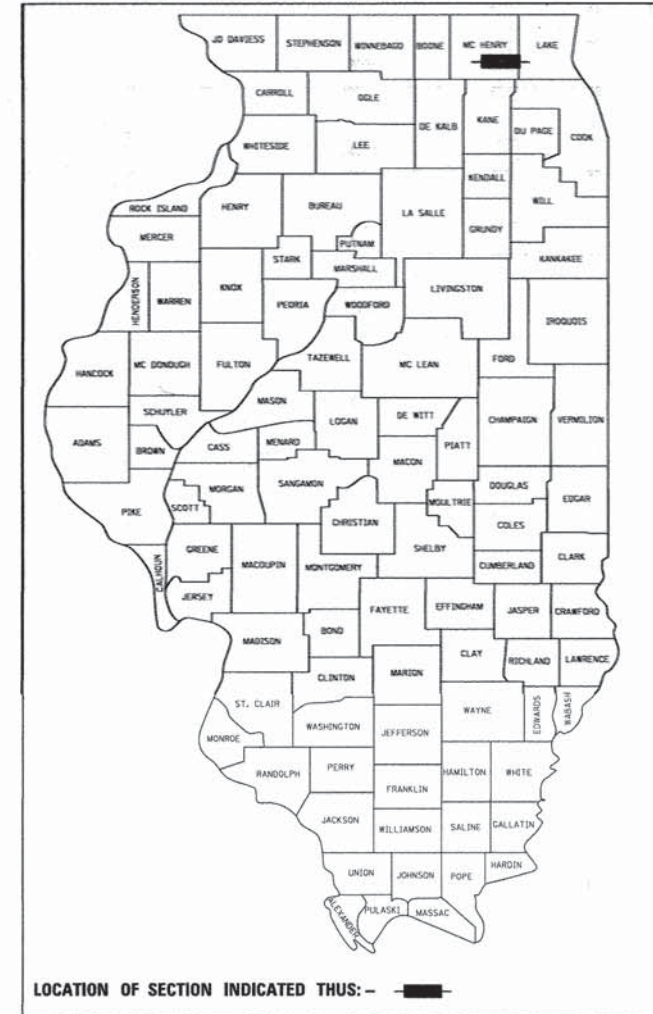 JO DAVIESS STEPHENSON WINNEBAGO BOONE MC HENRY LAKE
CARROLL OGLE DE KALB KANE DU PAGE COOK
WHITESIDE LEE
KENDALL
ROCK ISLAND HENRY BUREAU LA SALLE WILL
MERCER PUTNAM GRUNDY
STARK MARSHALL KANKAKEE
HENDERSON WARREN KNOX PEORIA WOODFORD LIVINGSTON IROQUOIS
HANCOCK MC DONOUGH FULTON TAZEWELL MC LEAN FORD
MASON
SCHUYLER LOGAN DE WITT CHAMPAIGN VERMILION
ADAMS BROWN CASS MENARD PIATT
MACON
MORGAN SANGAMON DOUGLAS EDGAR
PIKE SCOTT MOULTRIE
CHRISTIAN COLES
GREENE SHELBY
CALHOUN MACOUPIN MONTGOMERY CUMBERLAND CLARK
JERSEY FAYETTE EFFINGHAM JASPER CRAWFORD
MADISON BOND
CLAY RICHLAND LAWRENCE
CLINTON MARION
ST. CLAIR WAYNE EDWARDS WABASH
WASHINGTON JEFFERSON
MONROE
RANDOLPH PERRY HAMILTON WHITE
FRANKLIN
JACKSON WILLIAMSON SALINE GALLATIN
HARDIN
UNION JOHNSON POPE
ALEXANDER PULASKI MASSAC
LOCATION OF SECTION INDICATED THUS: -